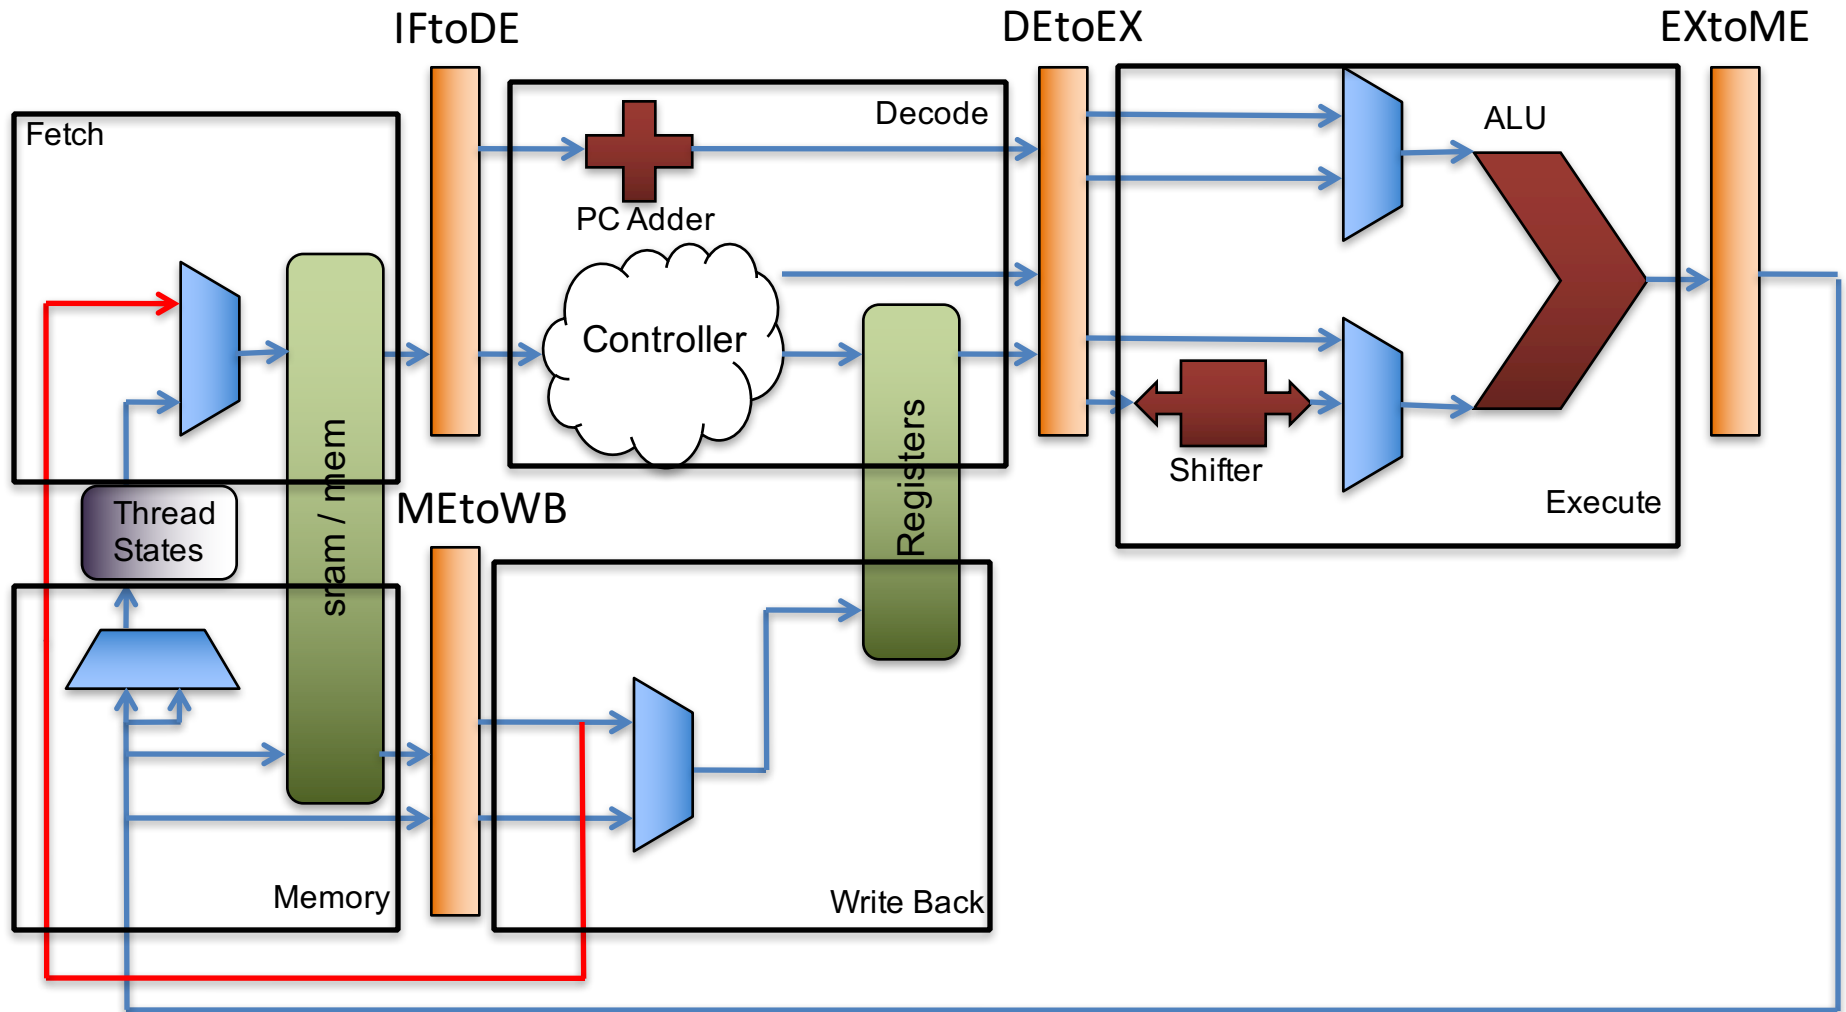 IFtoDE
DEtoEX
EXtoME
Fetch
Decode
ALU
PC Adder
Controller
sram / mem
Registers
Shifter
Execute
Thread
States
MEtoWB
Memory
Write Back